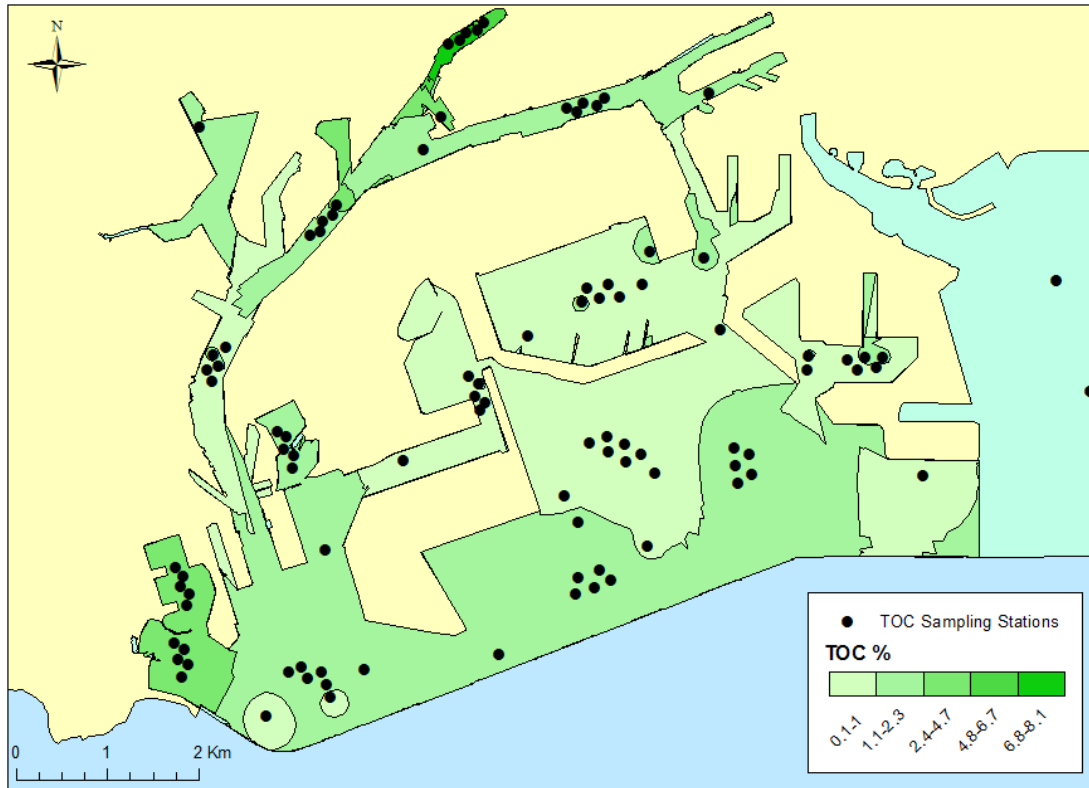 N
TOC Sampling Stations
TOC %
0.1-1
1.1-2.3
2.4-4.7
4.8-6.7
6.8-8.1
0 1 2 Km